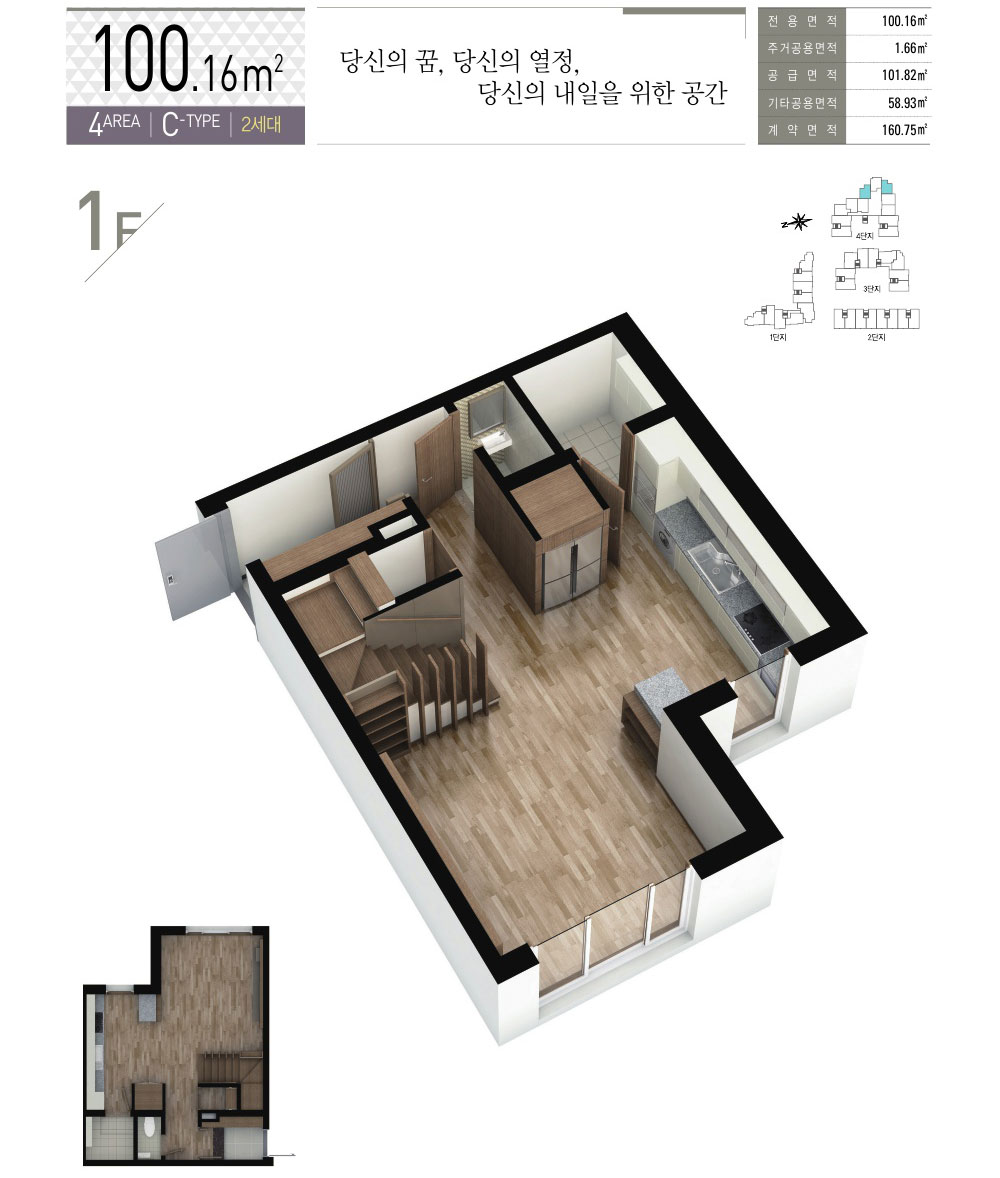 100.16㎡
4AREA | C-TYPE | 2세대
당신의 꿈, 당신의 열정,
당신의 내일을 위한 공간
전 용 면 적 100.16㎡
주거공용면적 1.66㎡
공 급 면 적 101.82㎡
기타공용면적 58.93㎡
계 약 면 적 160.75㎡
1F
4단지
3단지
1단지
2단지